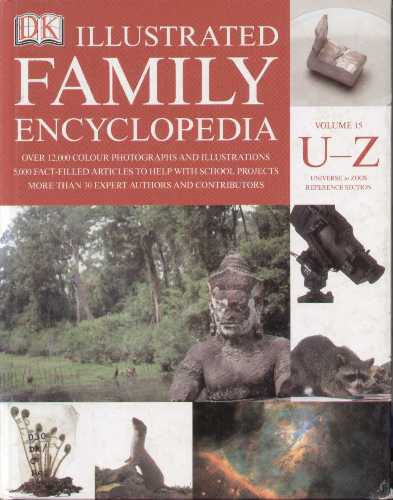 DK
ILLUSTRATED
FAMILY
ENCYCLOPEDIA
OVER 12,000 COLOUR PHOTOGRAPHS AND ILLUSTRATIONS
5,000 FACT-FILLED ARTICLES TO HELP WITH SCHOOL PROJECTS
MORE THAN 30 EXPERT AUTHORS AND CONTRIBUTORS
VOLUME 15
U–Z
UNIVERSE to ZOOS
REFERENCE SECTION
030